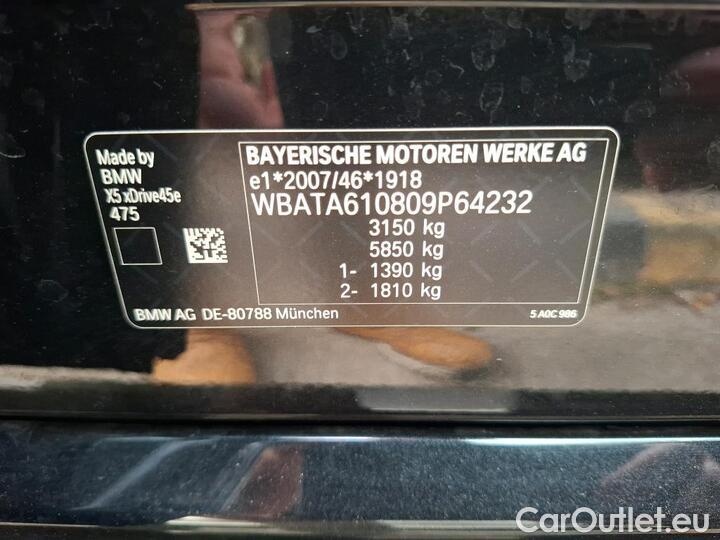 Made by
BMW
X5 xDrive45e
475
BAYERISCHE MOTOREN WERKE AG
e1*2007/46*1918
WBATA610809P64232
3150 kg
5850 kg
1- 1390 kg
2- 1810 kg
BMW AG DE-80788 München
5 A0C 986
CarOutlet.eu